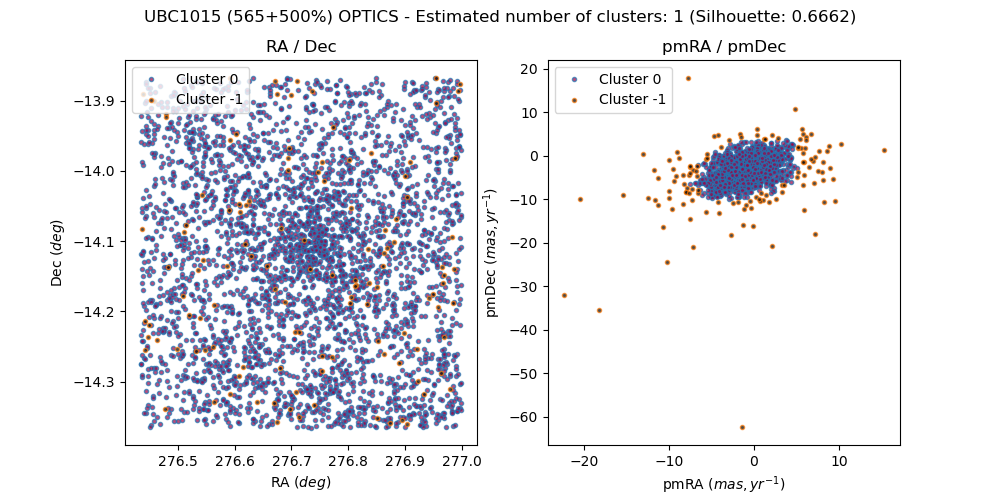 UBC1015 (565+500%) OPTICS - Estimated number of clusters: 1 (Silhouette: 0.6662)
RA / Dec
Cluster 0
Cluster -1
−13.9
−14.0
−14.1
−14.2
−14.3
Dec (deg)
276.5 276.6 276.7 276.8 276.9 277.0
RA (deg)
pmRA / pmDec
Cluster 0
Cluster -1
20
10
0
−10
−20
−30
−40
−50
−60
pmDec (mas, yr⁻¹)
−20 −10 0 10
pmRA (mas, yr⁻¹)